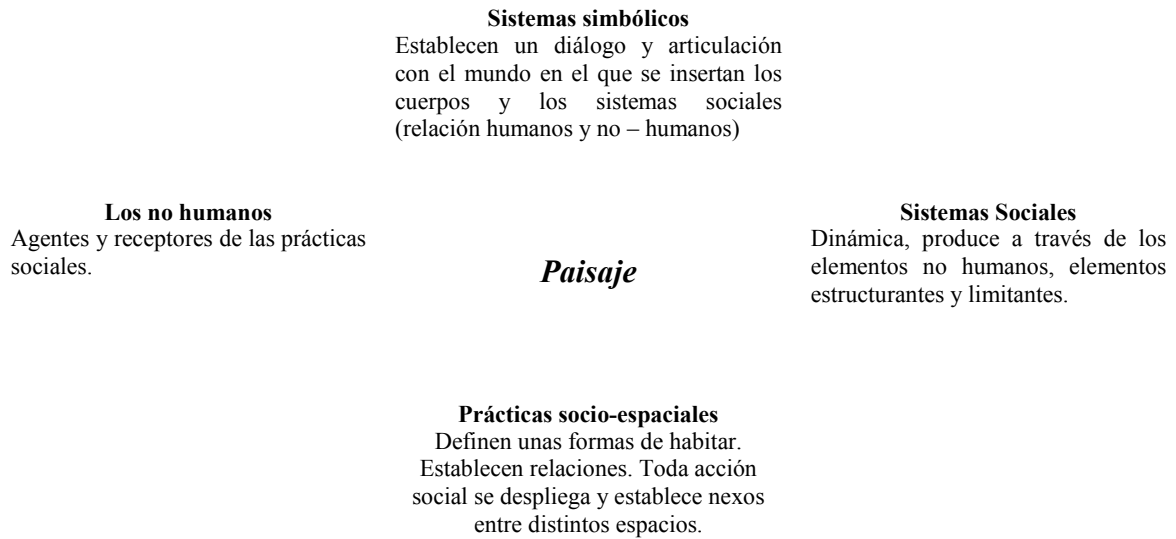 Sistemas simbólicos
Establecen un diálogo y articulación
con el mundo en el que se insertan los
cuerpos y los sistemas sociales
(relación humanos y no – humanos)
Los no humanos
Agentes y receptores de las prácticas
sociales.
Paisaje
Sistemas Sociales
Dinámica, produce a través de los
elementos no humanos, elementos
estructurantes y limitantes.
Prácticas socio-espaciales
Definen unas formas de habitar.
Establecen relaciones. Toda acción
social se despliega y establece nexos
entre distintos espacios.